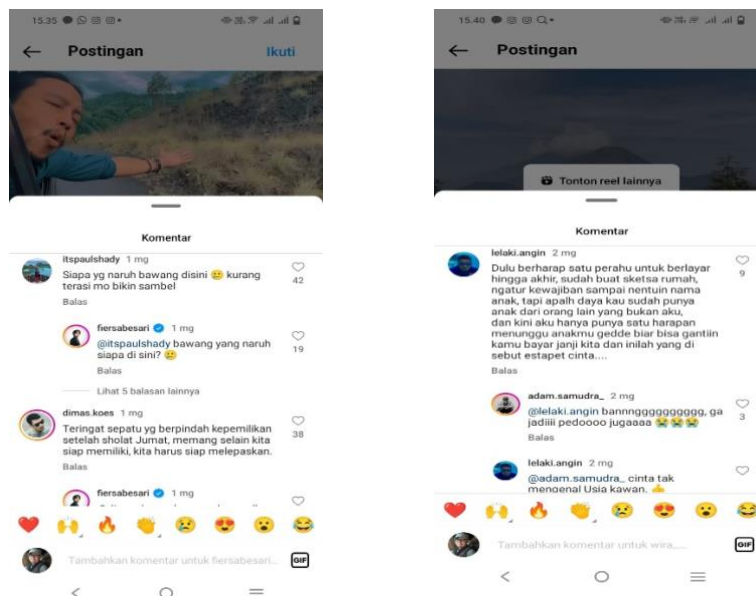 15.35
Postingan
Ikuti
Komentar
itspaulshady 1 mg
Siapa yg naruh bawang disini 🥲 kurang
terasi mo bikin sambel
42
Balas
fiersabesari 1 mg
@itspaulshady bawang yang naruh
siapa di sini? 🥲
19
Balas
Lihat 5 balasan lainnya
dimas.koes 1 mg
Teringat sepatu yg berpindah kepemilikan
setelah sholat Jumat, memang selain kita
siap memiliki, kita harus siap melepaskan.
38
Balas
fiersabesari 1 mg
Tambahkan komentar untuk fiersabesari...
GIF
15.40
Postingan
Tonton reel lainnya
Komentar
lelaki.angin 2 mg
Dulu berharap satu perahu untuk berlayar
hingga akhir, sudah buat sketsa rumah,
ngatur kewajiban sampai nentuin nama
anak, tapi apalh daya kau sudah punya
anak dari orang lain yang bukan aku,
dan kini aku hanya punya satu harapan
menunggu anakmu gedde biar bisa gantiin
kamu bayar janji kita dan inilah yang di
sebut estapet cinta....
9
Balas
adam.samudra_ 2 mg
@lelaki.angin bannngggggggggg, ga
jadiiii pedoooo jugaaaa 😭😭😭
3
Balas
lelaki.angin 2 mg
@adam.samudra_ cinta tak
mengenal Usia kawan. 👍
Tambahkan komentar untuk wira.....
GIF